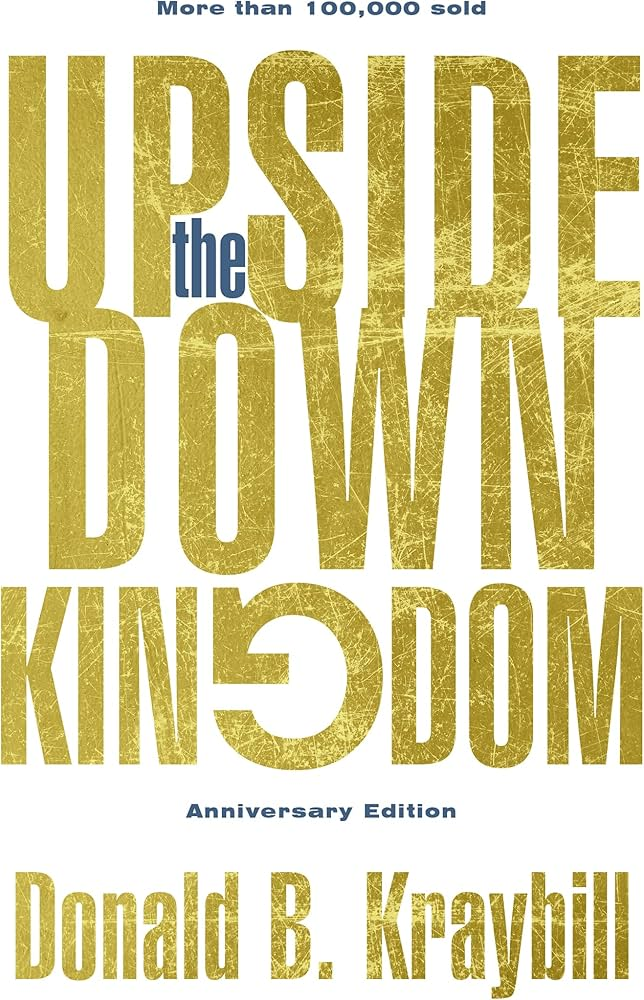 More than 100,000 sold
the
UPSIDE
DOWN
KINGDOM
Anniversary Edition
Donald B. Kraybill